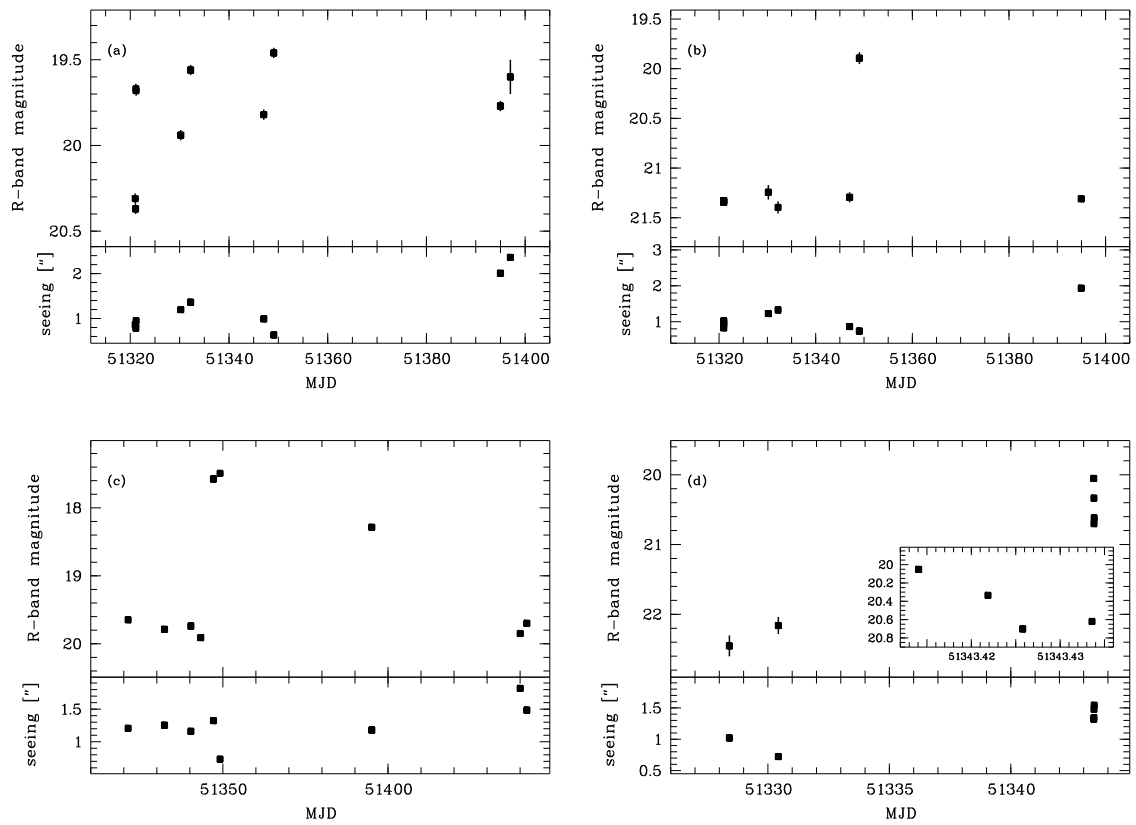 (a)
R-band magnitude
19.5
20
20.5
seeing ["]
2
1
51320 51340 51360 51380 51400
MJD
(b)
R-band magnitude
19.5
20
20.5
21
21.5
seeing ["]
3
2
1
51320 51340 51360 51380 51400
MJD
(c)
R-band magnitude
18
19
20
seeing ["]
1.5
1
51350 51400
MJD
(d)
R-band magnitude
20
21
22
20
20.2
20.4
20.6
20.8
51343.42 51343.43
seeing ["]
1.5
1
0.5
51330 51335 51340
MJD